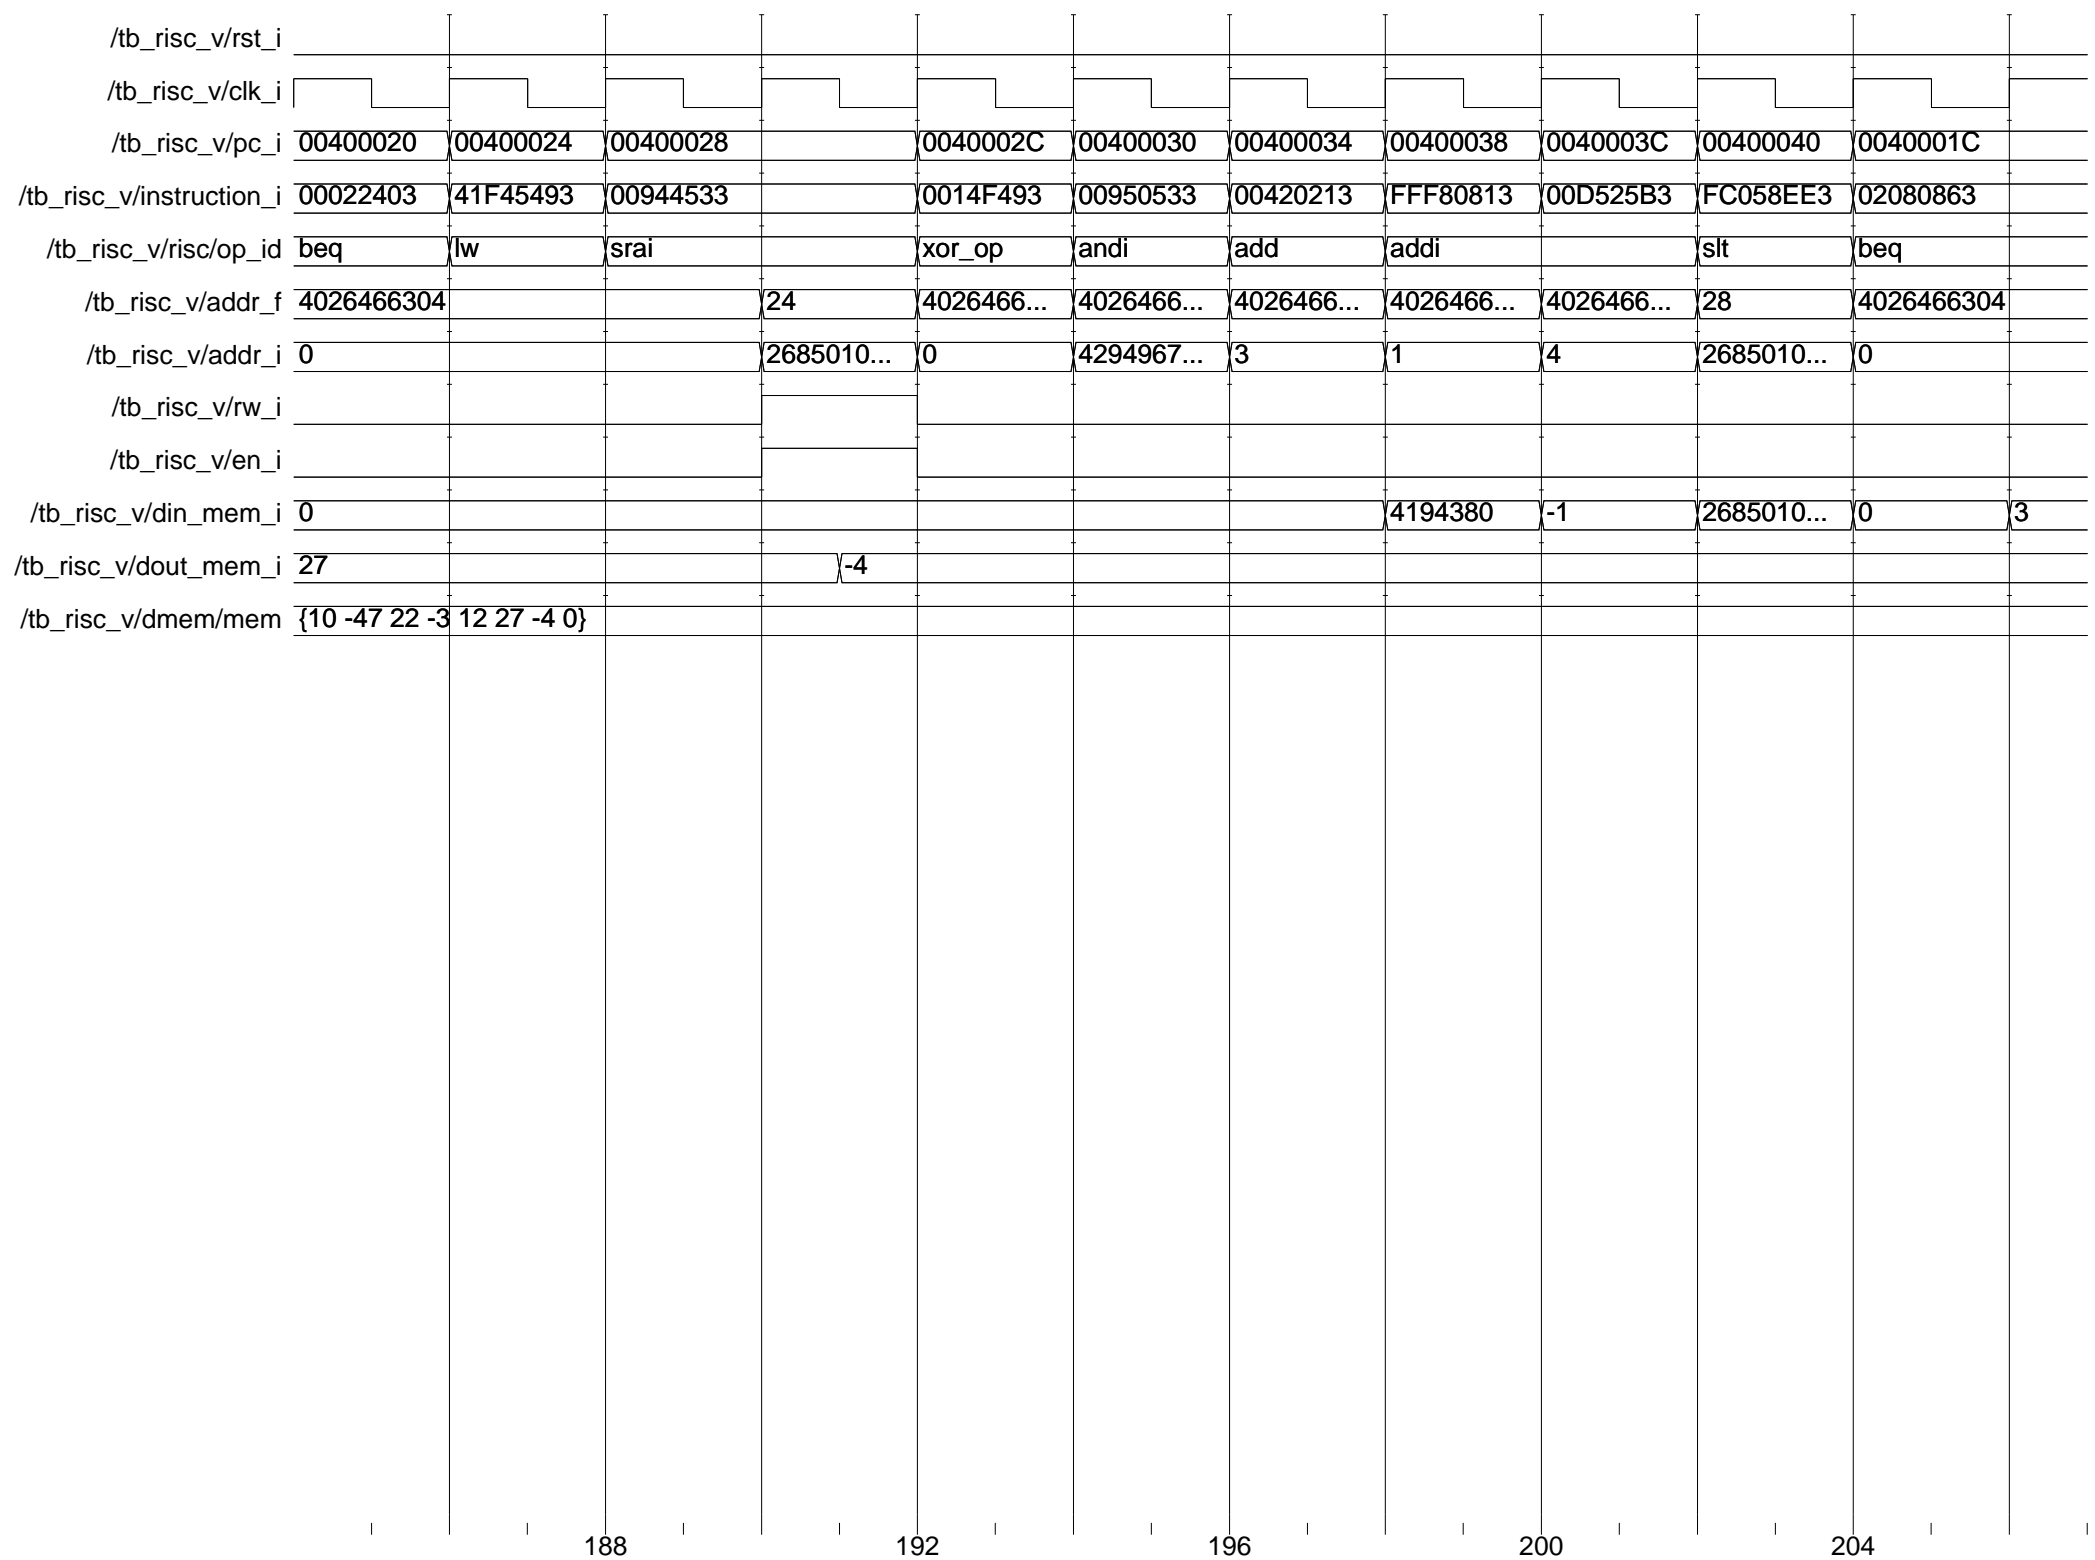 /tb_risc_v/rst_i
/tb_risc_v/clk_i
/tb_risc_v/pc_i 00400020 00400024 00400028 0040002C 00400030 00400034 00400038 0040003C 00400040 0040001C
/tb_risc_v/instruction_i 00022403 41F45493 00944533 0014F493 00950533 00420213 FFF80813 00D525B3 FC058EE3 02080863
/tb_risc_v/risc/op_id beq lw srai xor_op andi add addi slt beq
/tb_risc_v/addr_f 4026466304 24 4026466... 4026466... 4026466... 4026466... 4026466... 28 4026466304
/tb_risc_v/addr_i 0 2685010... 0 4294967... 3 1 4 2685010... 0
/tb_risc_v/rw_i
/tb_risc_v/en_i
/tb_risc_v/din_mem_i 0 4194380 -1 2685010... 0 3
/tb_risc_v/dout_mem_i 27 -4
/tb_risc_v/dmem/mem {10 -47 22 -3 12 27 -4 0}
188 192 196 200 204